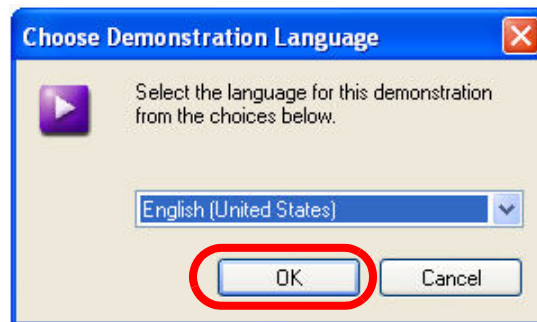 Choose Demonstration Language
Select the language for this demonstration
from the choices below.
English (United States)
OK Cancel